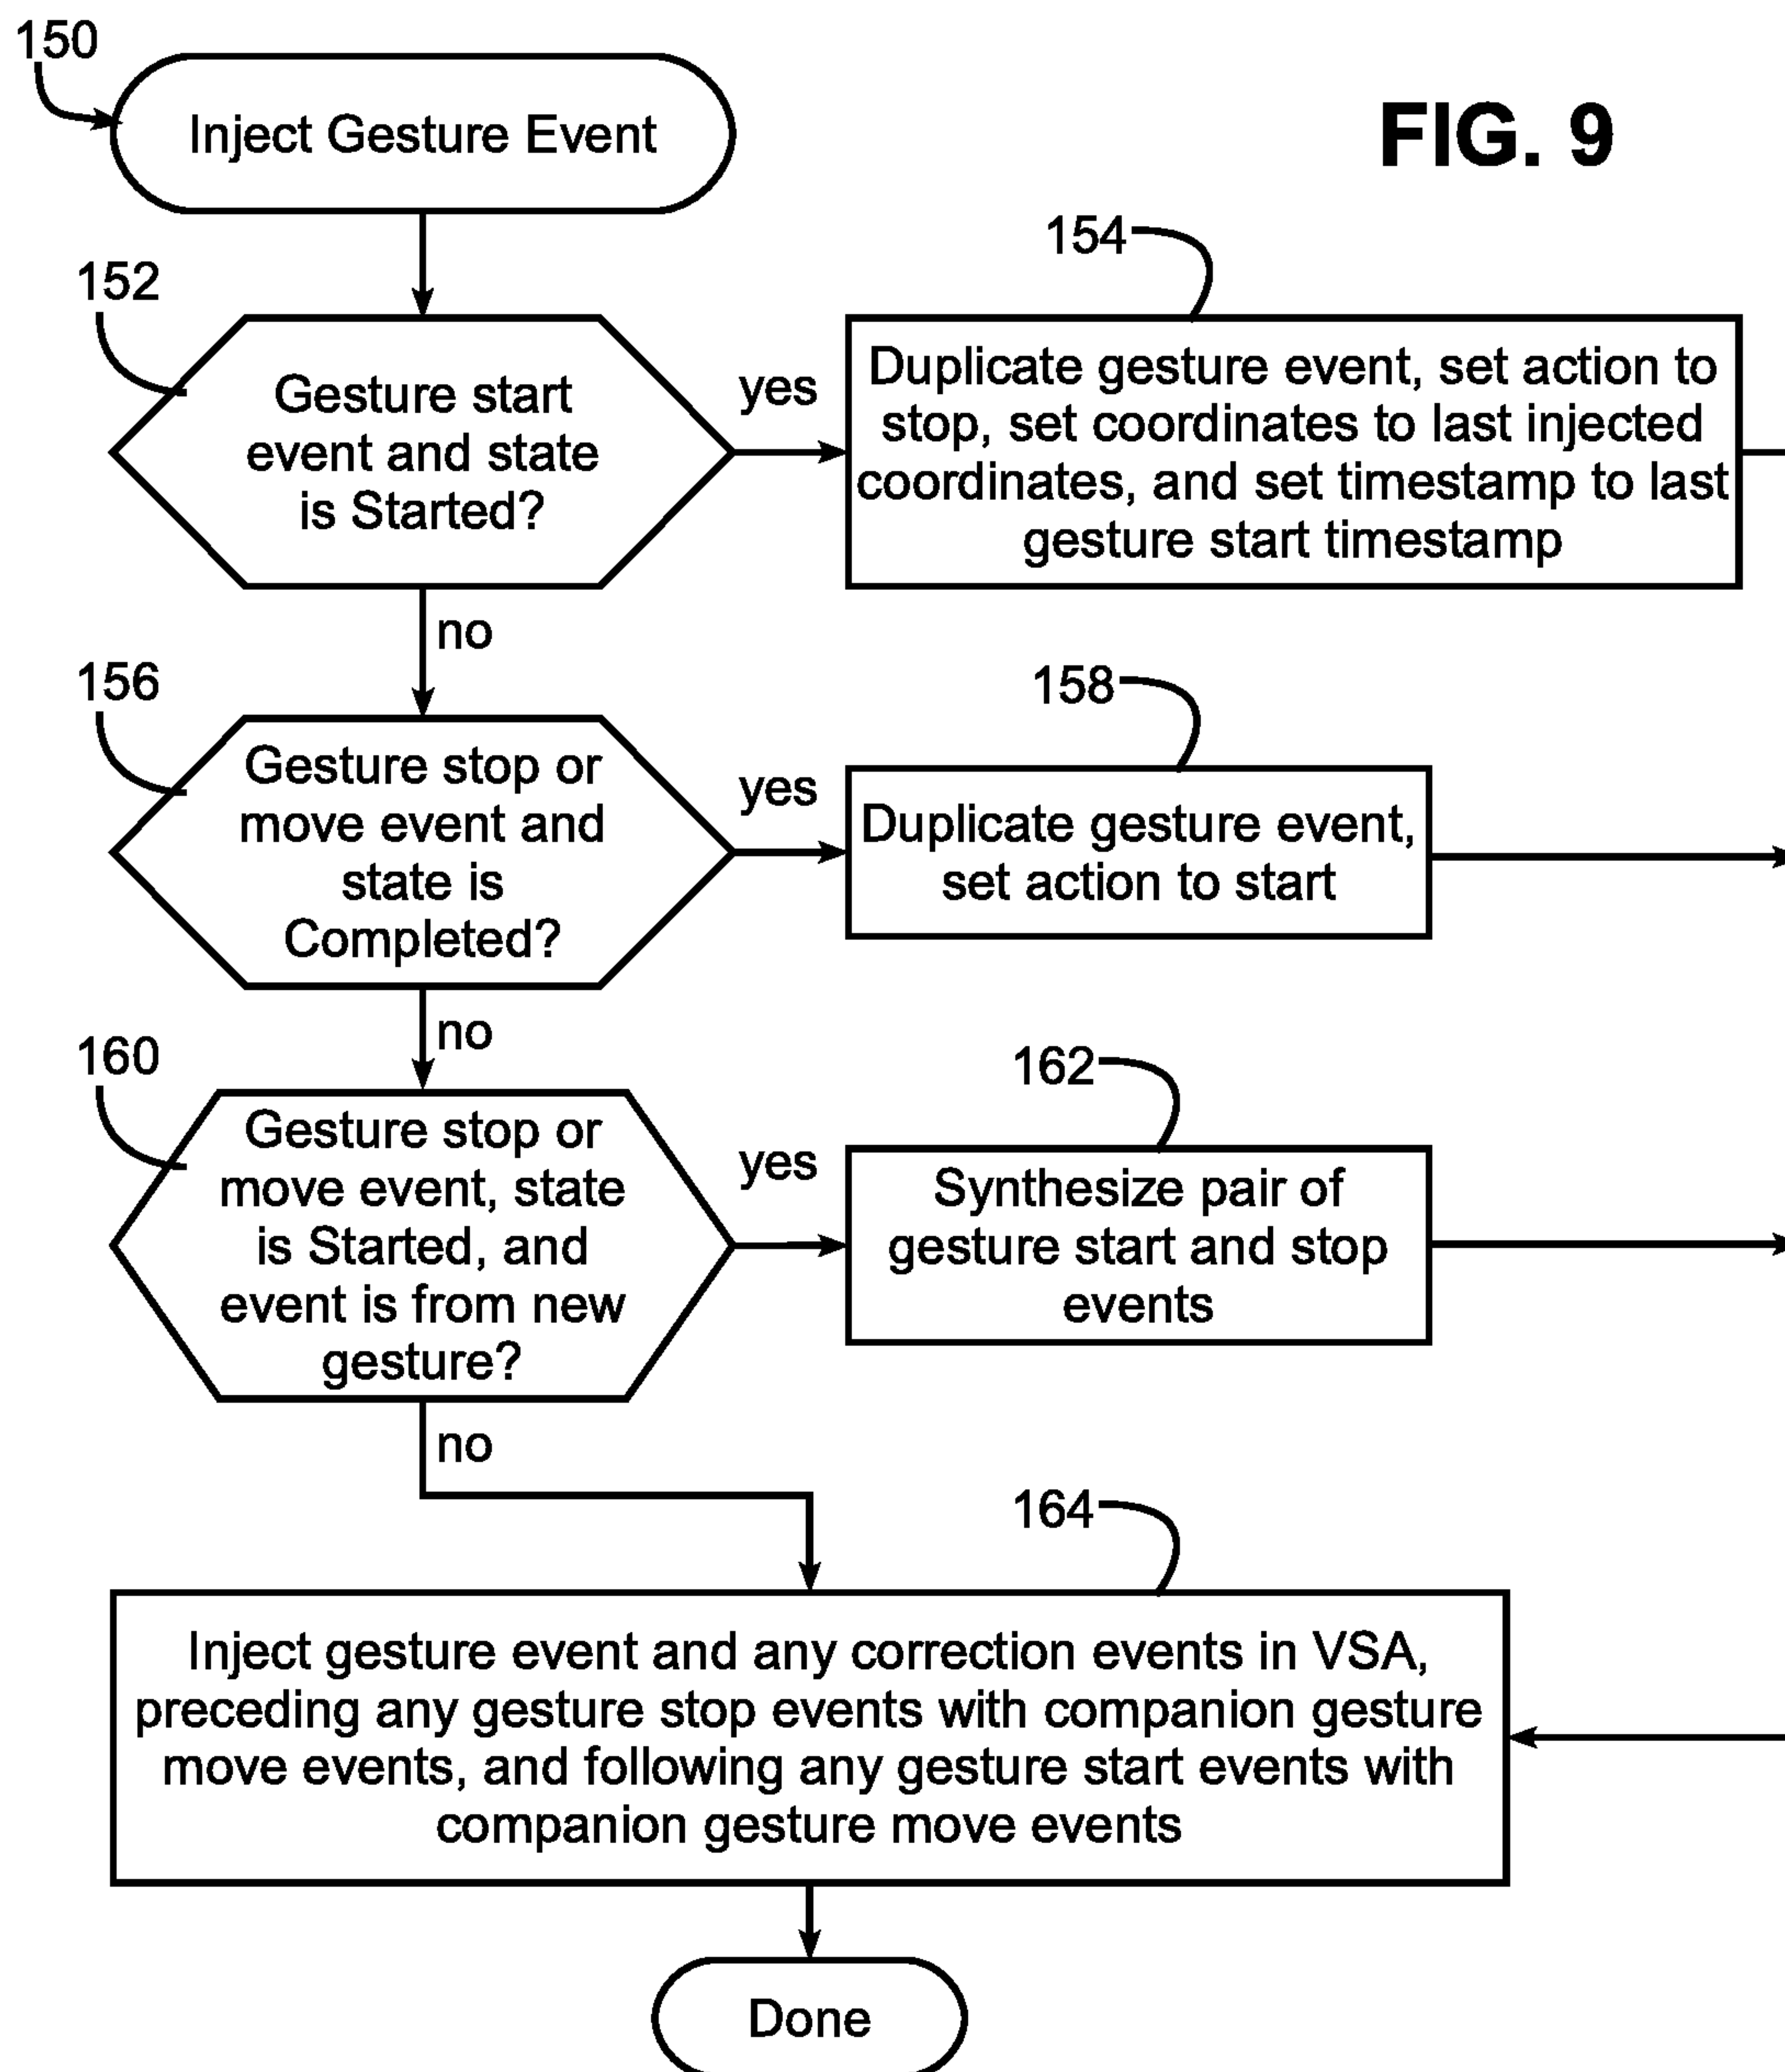 150
Inject Gesture Event
FIG. 9
152
Gesture start
event and state
is Started?
yes
154
Duplicate gesture event, set action to
stop, set coordinates to last injected
coordinates, and set timestamp to last
gesture start timestamp
no
156
Gesture stop or
move event and
state is
Completed?
yes
158
Duplicate gesture event,
set action to start
no
160
Gesture stop or
move event, state
is Started, and
event is from new
gesture?
yes
162
Synthesize pair of
gesture start and stop
events
no
164
Inject gesture event and any correction events in VSA,
preceding any gesture stop events with companion gesture
move events, and following any gesture start events with
companion gesture move events
Done